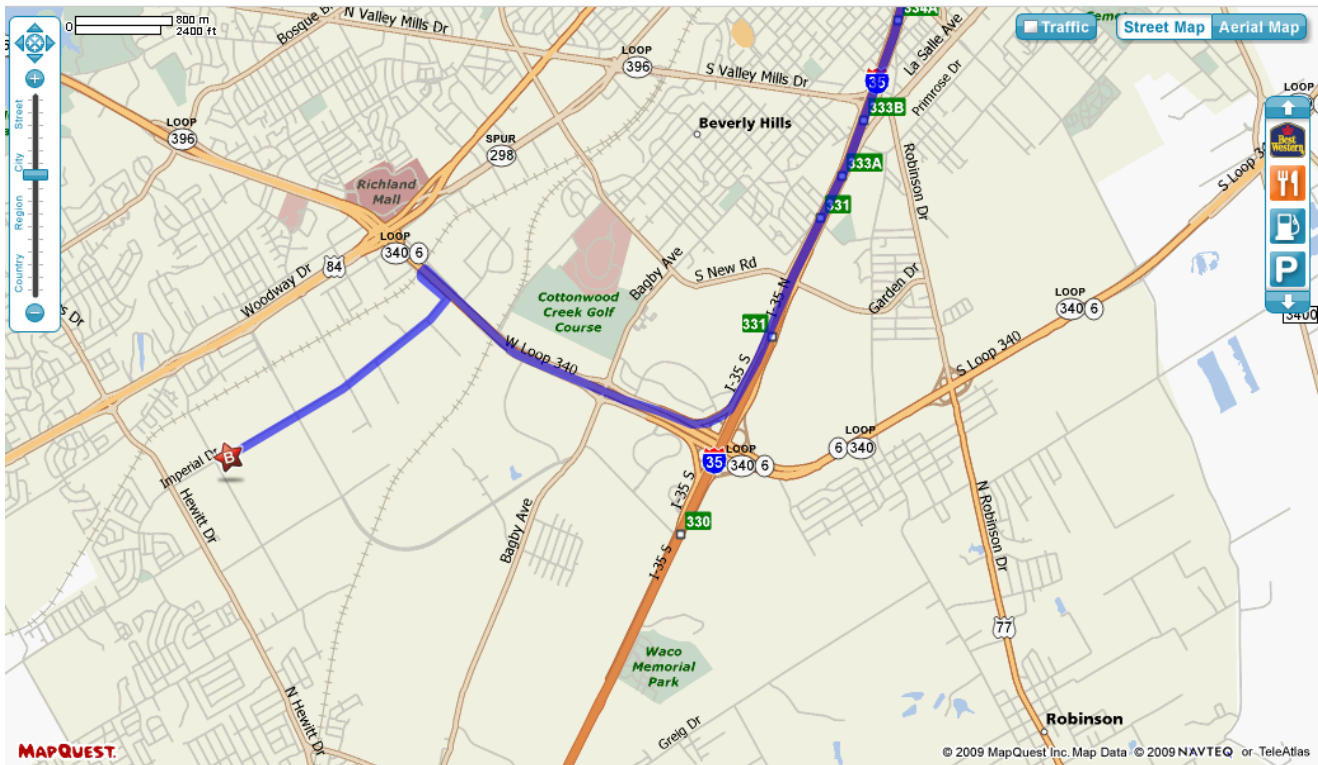 0
800 m
2400 ft
N Valley Mills Dr
334A
Traffic
Street Map
Aerial Map
La Salle Ave
LOOP
396
S Valley Mills Dr
35
333B
Primrose Dr
Beverly Hills
LOOP
396
SPUR
298
333A
Robinson Dr
Best
Western
Street
City
Region
Country
Richland
Mall
331
LOOP
340 6
84
Woodway Dr
S New Rd
Bagby Ave
Garden Dr
I-35 N
LOOP
340 6
P
3400
Cottonwood
Creek Golf
Course
331
W Loop 340
I-35 S
S Loop 340
Imperial Dr
B
LOOP
340 6
35
6 340
Hewitt Dr
Bagby Ave
I-35 S
330
I-35 S
N Robinson Dr
77
Waco
Memorial
Park
N Hewitt Dr
Greig Dr
Robinson
MAPQUEST.
© 2009 MapQuest Inc. Map Data © 2009 NAVTEQ or TeleAtlas